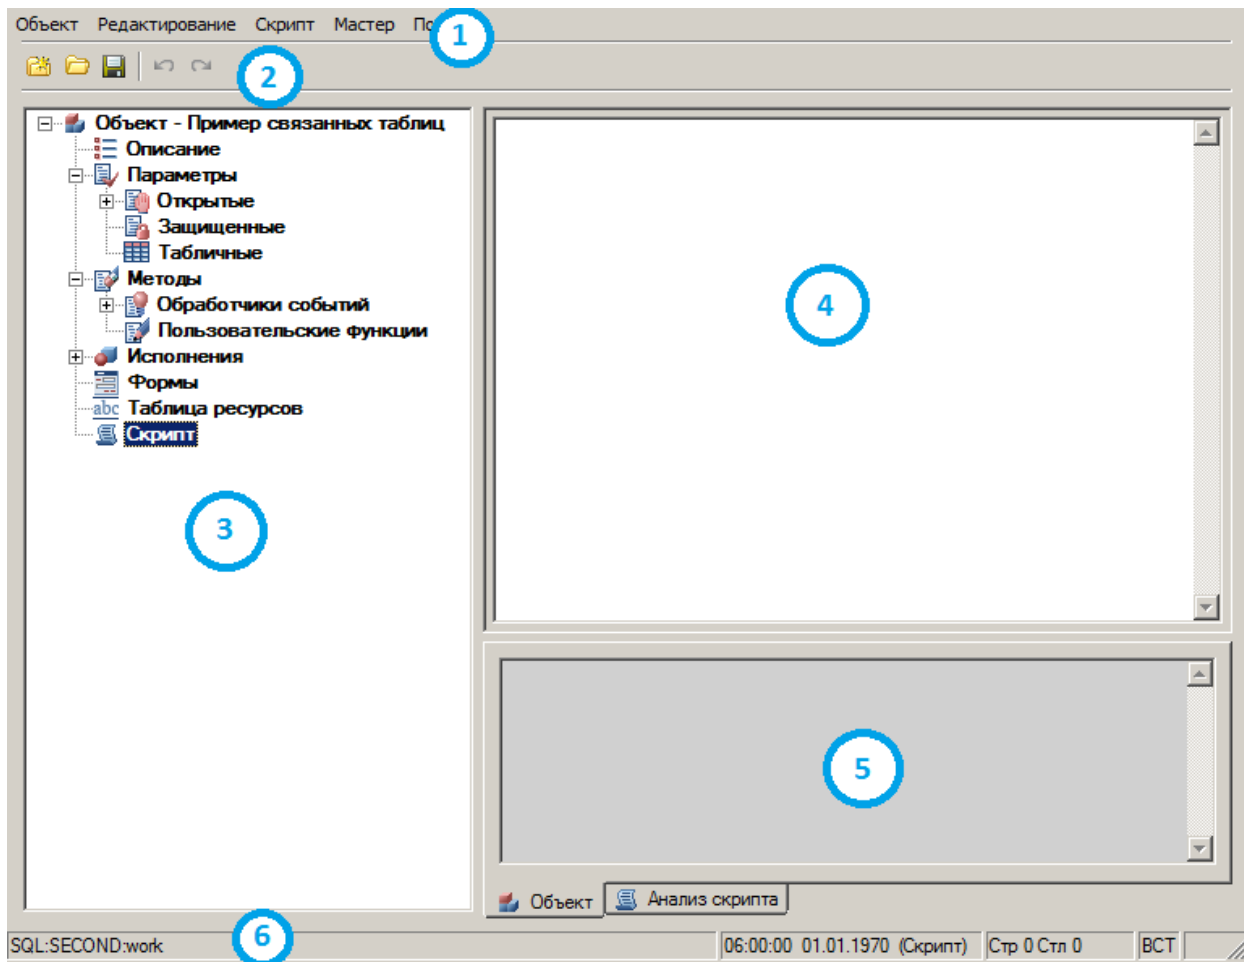 Объект Редактирование Скрипт Мастер
1
2
Объект - Пример связанных таблиц
Описание
Параметры
Открытые
Защищенные
Табличные
Методы
Обработчики событий
Пользовательские функции
Исполнения
Формы
abc Таблица ресурсов
Скрипт
3
4
5
Объект Анализ скрипта
SQL:SECOND:work 6 06:00:00 01.01.1970 (Скрипт) Стр 0 Стл 0 ВСТ